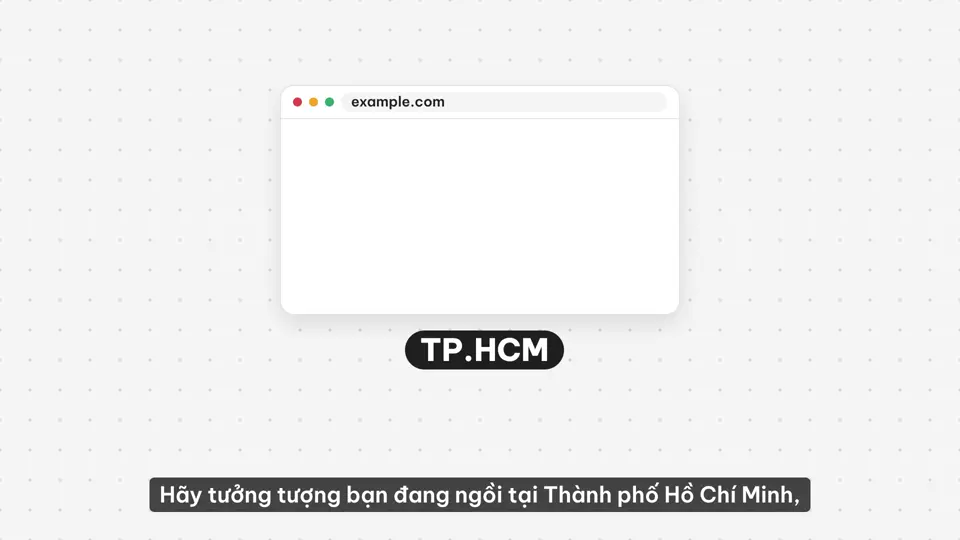 example.com
TP.HCM
Hãy tưởng tượng bạn đang ngồi tại Thành phố Hồ Chí Minh,